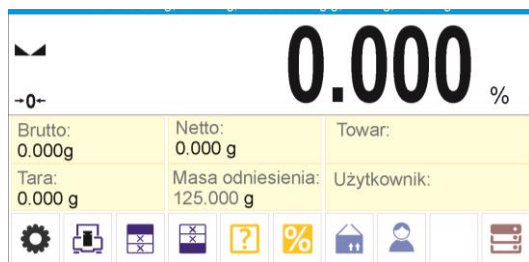 0.000 %
→0←
Brutto: Netto: Towar:
0.000g 0.000 g
Tara: Masa odniesienia: Użytkownik:
0.000 g 125.000 g
? %